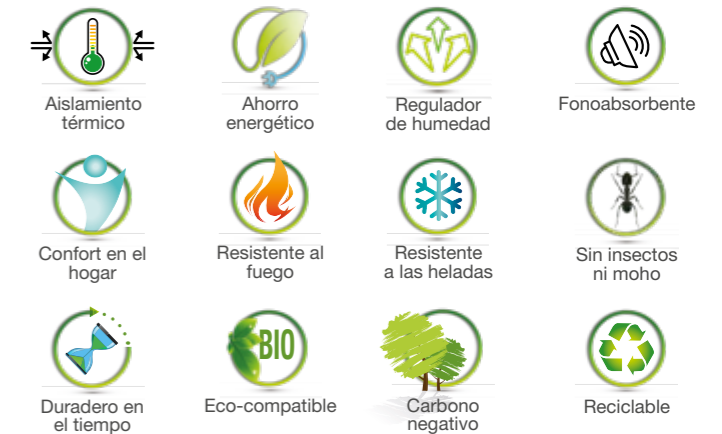 Aislamiento
térmico
Ahorro
energético
Regulador
de humedad
Fonoabsorbente
Confort en el
hogar
Resistente al
fuego
Resistente
a las heladas
Sin insectos
ni moho
BIO
Duradero en
el tiempo
Eco-compatible
Carbono
negativo
Reciclable